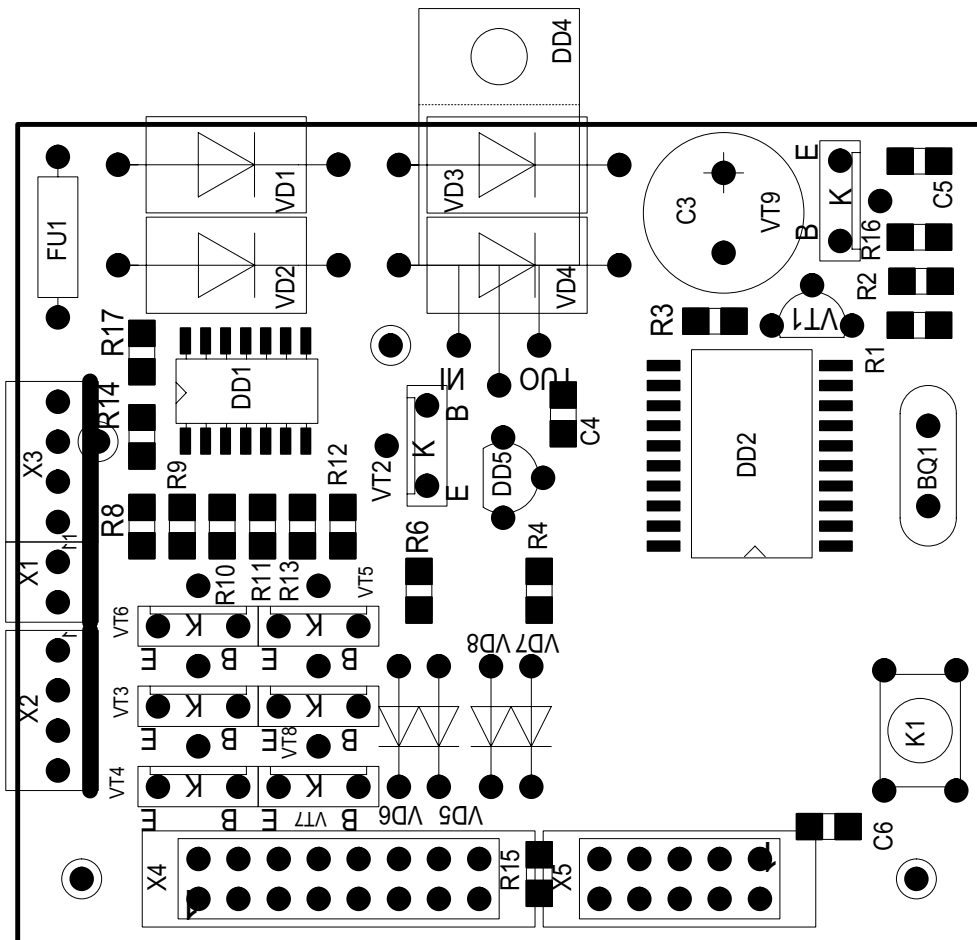 DD4
VD1
VD3
C3
VT9
E
K
B
C5
FU1
VD2
VD4
R16
R2
R3
VT1
R17
R1
IN
OUT
DD1
R14
B
K
E
C4
X3
VT2
DD5
DD2
BQ1
R9
R12
R8
R6
R4
1
X1
R10
R11
R13
VT5
VT6
K
K
E
B
E
B
VD8
VD7
1
X2
VT3
K
K
E
B
E
B
VT8
K1
VT4
K
K
E
B
E
B
VT7
VD6
VD5
X4
R15
X5
C6